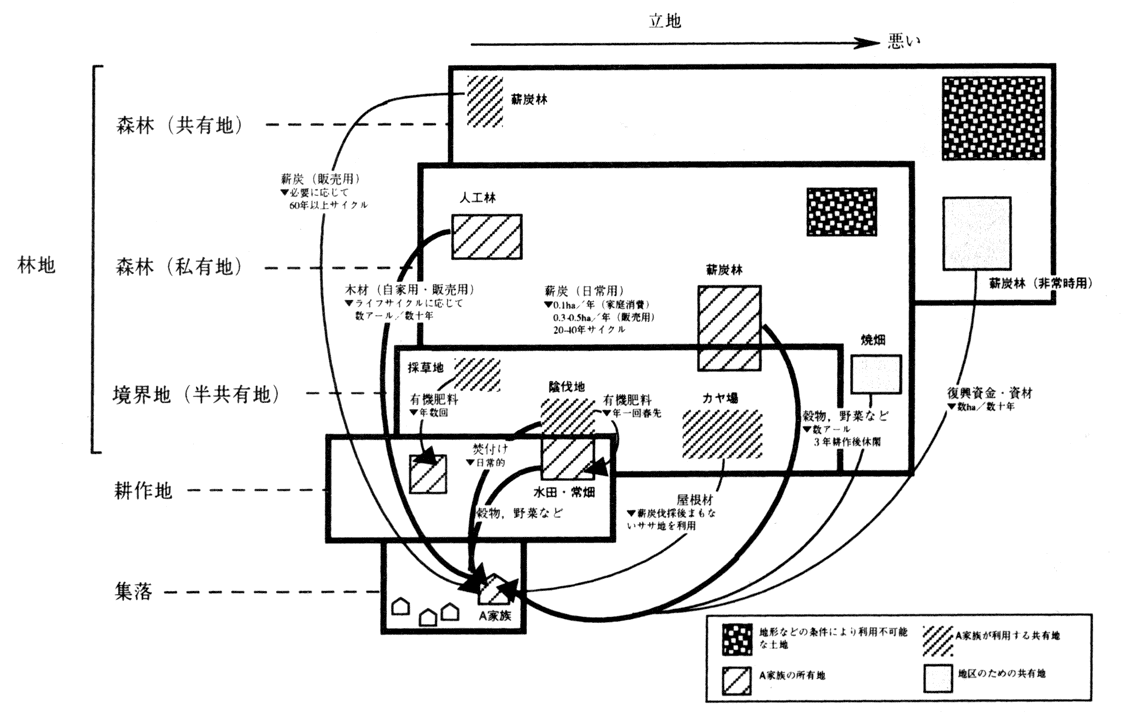 立地
悪い
林地
森林（共有地）
薪炭林
薪炭（販売用）
▼必要に応じて
60年以上サイクル
人工林
森林（私有地）
木材（自家用・販売用）
▼ライフサイクルに応じて
数アール／数十年
薪炭（日常用）
▼0.1ha／年（家庭消費）
0.3-0.5ha／年（販売用）
20-40年サイクル
薪炭林
薪炭林（非常時用）
焼畑
境界地（半共有地）
採草地
有機肥料
▼年数回
陰伐地
有機肥料
▼年一回春先
カヤ場
穀物，野菜など
▼数アール
３年耕作後休閑
復興資金・資材
▼数ha／数十年
焚付け
▼日常的
耕作地
水田・常畑
穀物，野菜など
屋根材
▼薪炭伐採後まもな
いササ地を利用
集落
A家族
地形などの条件により利用不可能
な土地
A家族が利用する共有地
A家族の所有地
地区のための共有地